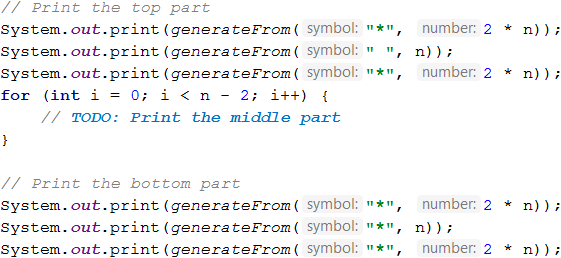 // Print the top part
System.out.print(generateFrom( symbol: "*", number: 2 * n));
System.out.print(generateFrom( symbol: " ", n));
System.out.print(generateFrom( symbol: "*", number: 2 * n));
for (int i = 0; i < n - 2; i++) {
    // TODO: Print the middle part
}

// Print the bottom part
System.out.print(generateFrom( symbol: "*", number: 2 * n));
System.out.print(generateFrom( symbol: "*", n));
System.out.print(generateFrom( symbol: "*", number: 2 * n));